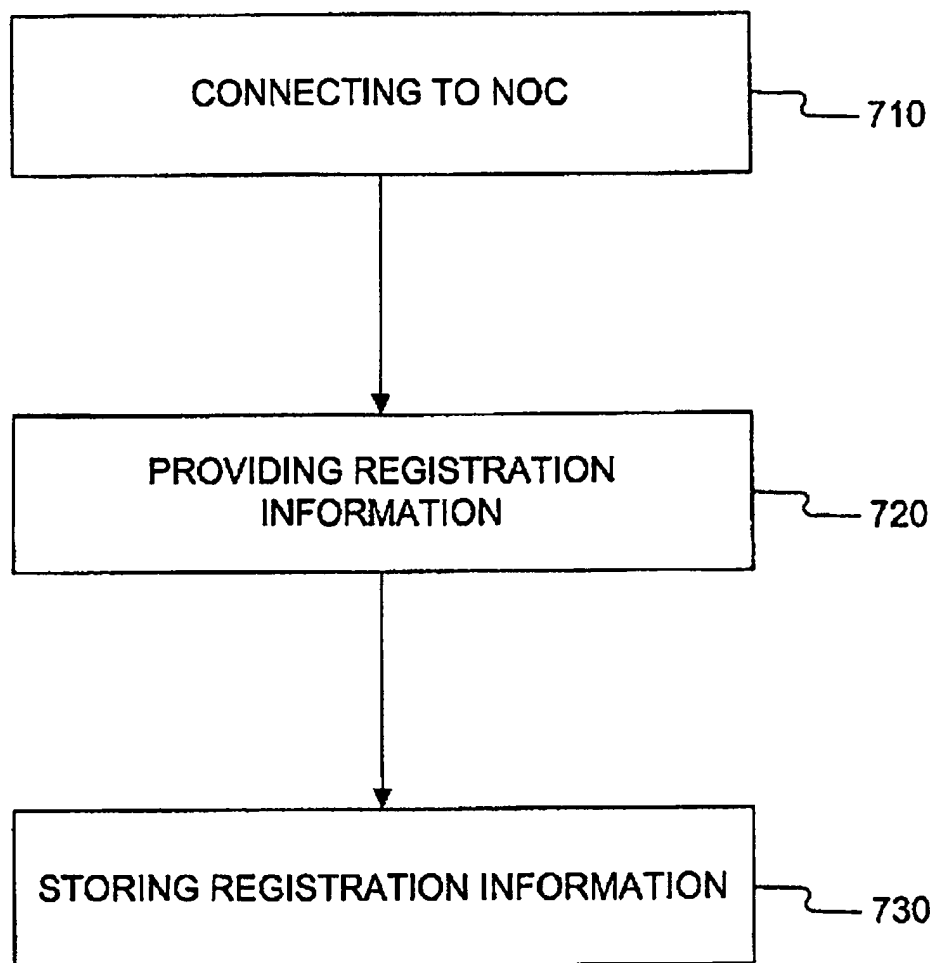 CONNECTING TO NOC
710
PROVIDING REGISTRATION
INFORMATION
720
STORING REGISTRATION INFORMATION
730